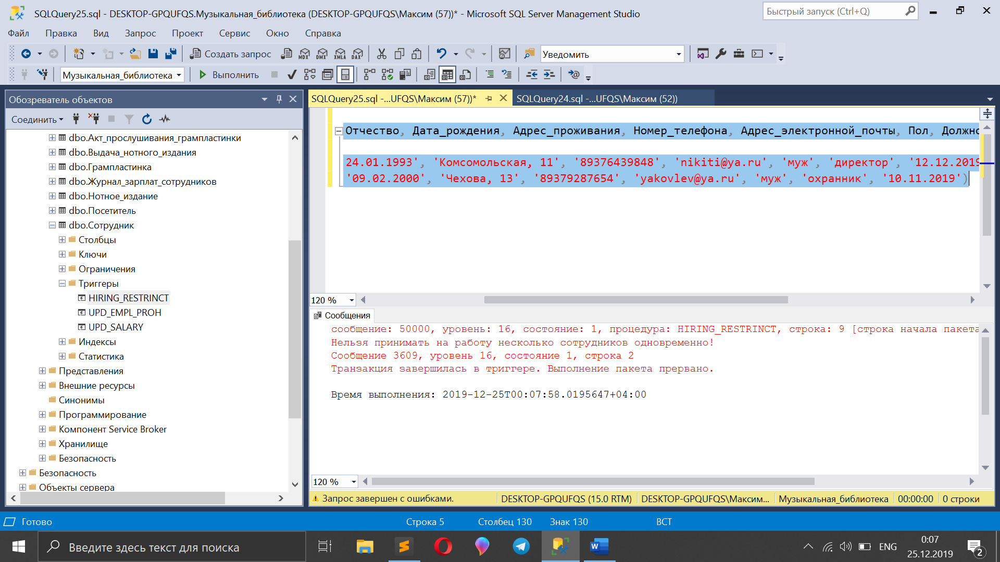 SQLQuery25.sql - DESKTOP-GPQUFQS.Музыкальная_библиотека (DESKTOP-GPQUFQS\Максим (57))* - Microsoft SQL Server Management Studio
Быстрый запуск (Ctrl+Q)
Файл Правка Вид Запрос Проект Сервис Окно Справка
Создать запрос MDX DMX XMLA DAX Уведомить
Музыкальная_библиотека Выполнить
Обозреватель объектов
SQLQuery25.sql -...UFQS\Максим (57))* SQLQuery24.sql -...UFQS\Максим (52))
Соединить
dbo.Акт_прослушивания_грампластинки
dbo.Выдача_нотного_издания
dbo.Грампластинка
dbo.Журнал_зарплат_сотрудников
dbo.Нотное_издание
dbo.Посетитель
dbo.Сотрудник
Столбцы
Ключи
Ограничения
Триггеры
HIRING_RESTRINCT
UPD_EMPL_PROH
UPD_SALARY
Индексы
Статистика
Представления
Внешние ресурсы
Синонимы
Программирование
Компонент Service Broker
Хранилище
Безопасность
Безопасность
Объекты сервера
Отчество, Дата_рождения, Адрес_проживания, Номер_телефона, Адрес_электронной_почты, Пол, Должно
24.01.1993', 'Комсомольская, 11', '89376439848', 'nikiti@ya.ru', 'муж', 'директор', '12.12.2019
'09.02.2000', 'Чехова, 13', '89379287654', 'yakovlev@ya.ru', 'муж', 'охранник', '10.11.2019')
120 %
Сообщения
сообщение: 50000, уровень: 16, состояние: 1, процедура: HIRING_RESTRINCT, строка: 9 [строка начала пакета
Нельзя принимать на работу несколько сотрудников одновременно!
Сообщение 3609, уровень 16, состояние 1, строка 2
Транзакция завершилась в триггере. Выполнение пакета прервано.
Время выполнения: 2019-12-25T00:07:58.0195647+04:00
120 %
Запрос завершен с ошибками. DESKTOP-GPQUFQS (15.0 RTM) DESKTOP-GPQUFQS\Максим... Музыкальная_библиотека 00:00:00 0 строки
Готово Строка 5 Столбец 130 Знак 130 ВСТ
Введите здесь текст для поиска
ENG
0:07
25.12.2019
2